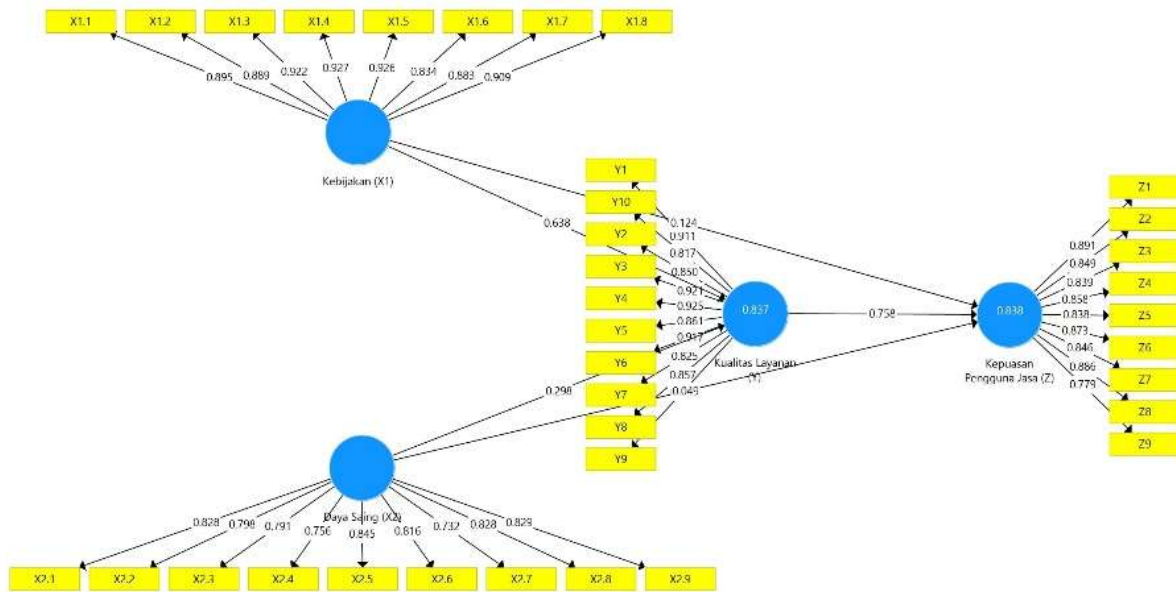 X1.1 X1.2 X1.3 X1.4 X1.5 X1.6 X1.7 X1.8
0.895 0.889 0.922 0.927 0.926 0.834 0.883 0.909
Kebijakan (X1)
Y1
Y10
Y2
Y3
Y4
Y5
Y6
Y7
Y8
Y9
0.638
0.124
0.911
0.817
0.850
0.921
0.925
0.861
0.917
0.825
0.857
0.049
0.298
0.837
Kualitas Layanan
(Y)
0.758
0.838
Kepuasan
Pengguna Jasa (Z)
0.891
0.849
0.839
0.858
0.838
0.873
0.846
0.886
0.779
Z1
Z2
Z3
Z4
Z5
Z6
Z7
Z8
Z9
Daya Saing (X2)
0.828 0.798 0.791 0.756 0.845 0.816 0.732 0.828 0.829
X2.1 X2.2 X2.3 X2.4 X2.5 X2.6 X2.7 X2.8 X2.9